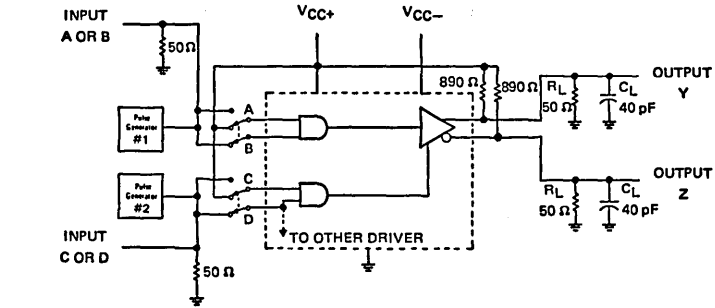 INPUT
A OR B
VCC+
VCC−
50Ω
890 Ω
890Ω
RL
50 Ω
CL
40 pF
OUTPUT
Y
Pulse
Generator
#1
A
B
Pulse
Generator
#2
C
D
RL
50 Ω
CL
40 pF
OUTPUT
Z
INPUT
C OR D
TO OTHER DRIVER
50 Ω